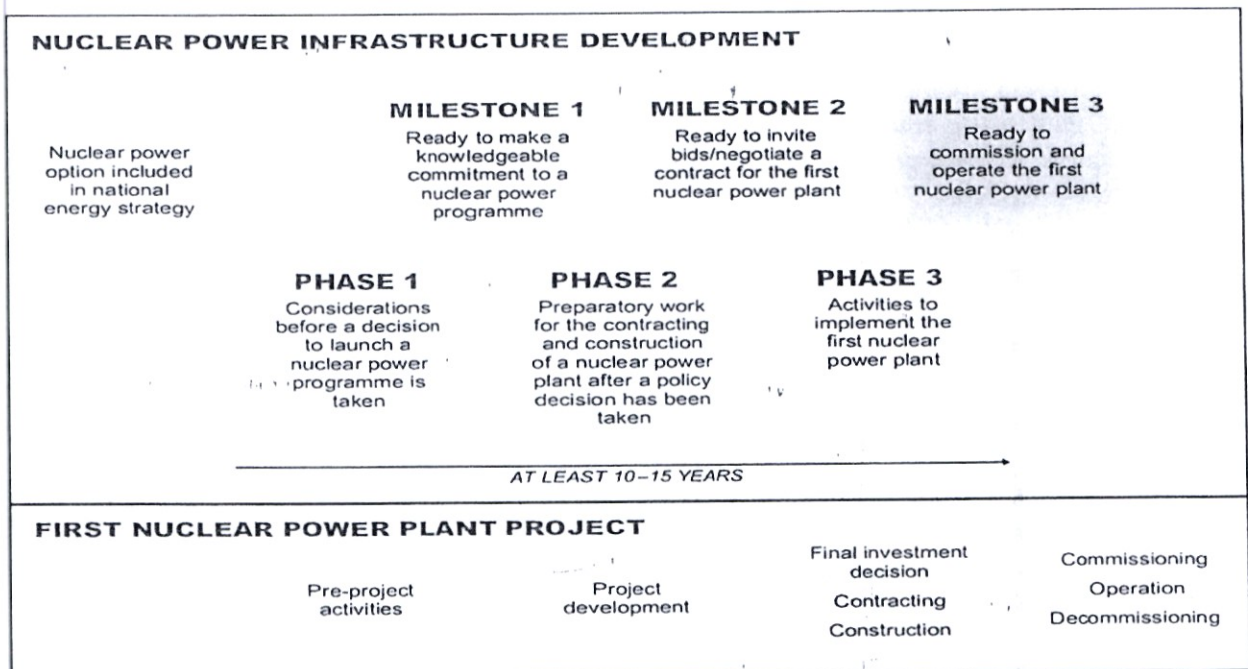 NUCLEAR POWER INFRASTRUCTURE DEVELOPMENT
Nuclear power
option included
in national
energy strategy
MILESTONE 1
Ready to make a
knowledgeable
commitment to a
nuclear power
programme
MILESTONE 2
Ready to invite
bids/negotiate a
contract for the first
nuclear power plant
MILESTONE 3
Ready to
commission and
operate the first
nuclear power plant
PHASE 1
Considerations
before a decision
to launch a
nuclear power
programme is
taken
PHASE 2
Preparatory work
for the contracting
and construction
of a nuclear power
plant after a policy
decision has been
taken
PHASE 3
Activities to
implement the
first nuclear
power plant
AT LEAST 10–15 YEARS
FIRST NUCLEAR POWER PLANT PROJECT
Pre-project
activities
Project
development
Final investment
decision
Contracting
Construction
Commissioning
Operation
Decommissioning